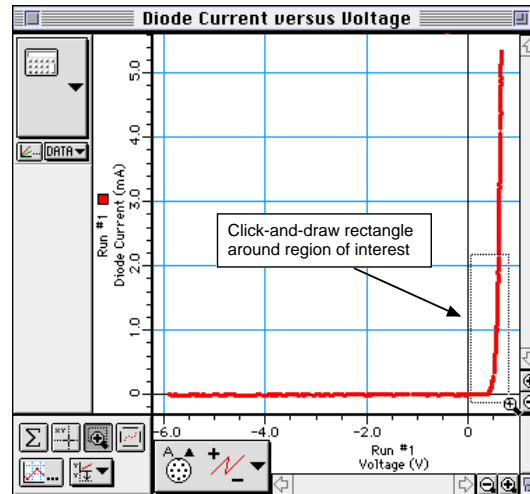 Diode Current versus Voltage
DATA
Run #1
Diode Current (mA)
5.0
4.0
3.0
2.0
1.0
0
Click-and-draw rectangle
around region of interest
-6.0
-4.0
-2.0
0
Run #1
Voltage (V)
Σ
XY
A